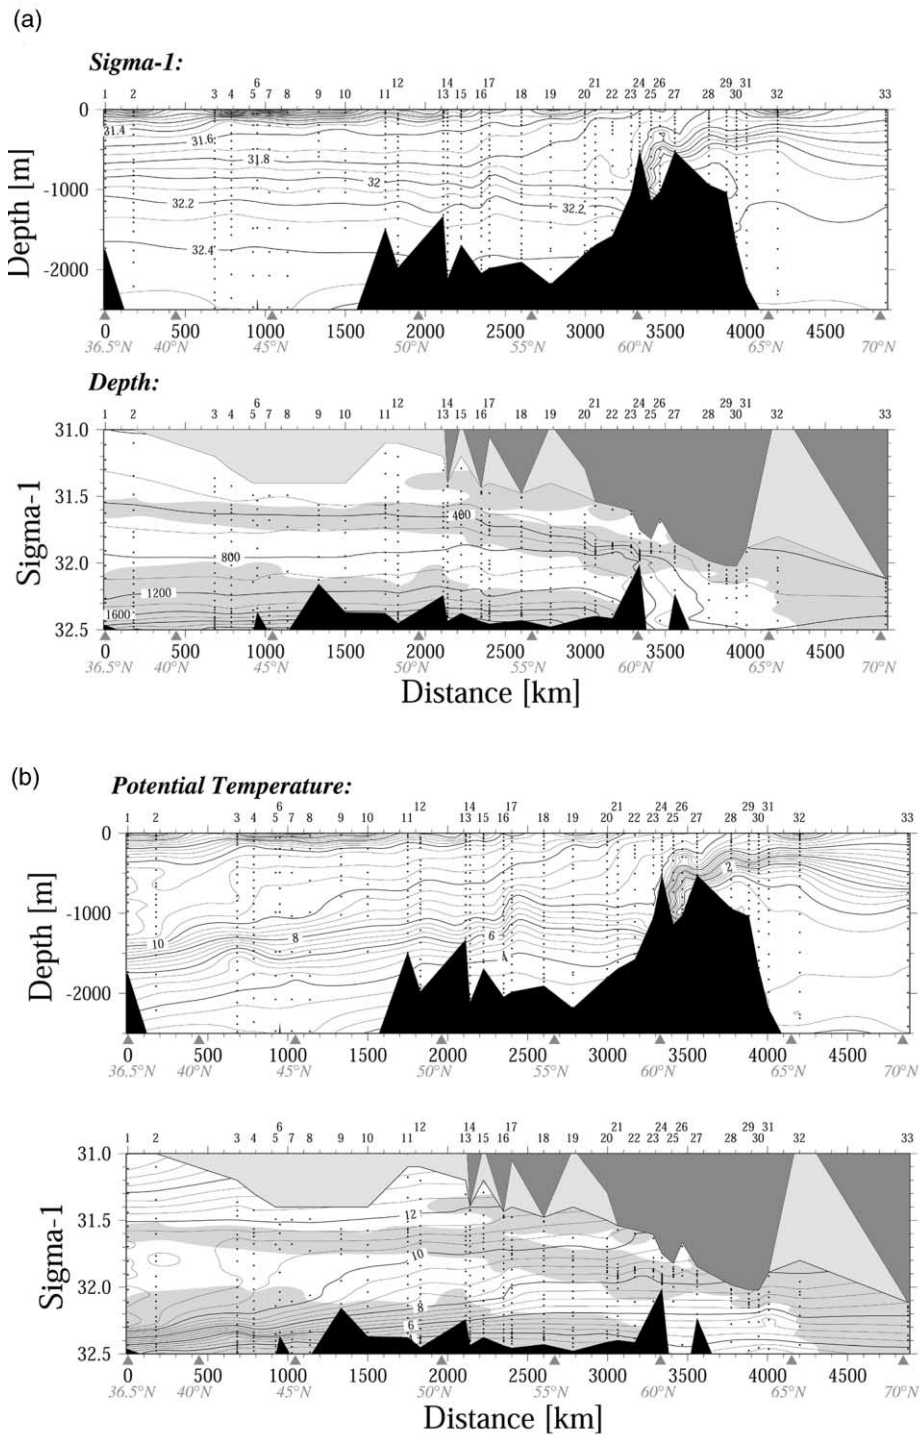 (a)
Sigma-1:
6 12 14 17 21 24 26 29 31
1 2 3 4 5 7 8 9 10 11 13 15 16 18 19 20 22 23 25 27 28 30 32 33
0
31.4
31.6
31.8
-1000
32
32.2
32.2
32.4
-2000
Depth [m]
0 500 1000 1500 2000 2500 3000 3500 4000 4500
36.5°N 40°N 45°N 50°N 55°N 60°N 65°N 70°N
Depth:
6 12 14 17 21 24 26 29 31
1 2 3 4 5 7 8 9 10 11 13 15 16 18 19 20 22 23 25 27 28 30 32 33
31.0
31.5
400
32.0
800
1200
1600
32.5
Sigma-1
0 500 1000 1500 2000 2500 3000 3500 4000 4500
36.5°N 40°N 45°N 50°N 55°N 60°N 65°N 70°N
Distance [km]
(b)
Potential Temperature:
6 12 14 17 21 24 26 29 31
1 2 3 4 5 7 8 9 10 11 13 15 16 18 19 20 22 23 25 27 28 30 32 33
0
2
-1000
10
8
6
4
-2000
Depth [m]
0 500 1000 1500 2000 2500 3000 3500 4000 4500
36.5°N 40°N 45°N 50°N 55°N 60°N 65°N 70°N
6 12 14 17 21 24 26 29 31
1 2 3 4 5 7 8 9 10 11 13 15 16 18 19 20 22 23 25 27 28 30 32 33
31.0
12
31.5
10
32.0
8
6
32.5
Sigma-1
0 500 1000 1500 2000 2500 3000 3500 4000 4500
36.5°N 40°N 45°N 50°N 55°N 60°N 65°N 70°N
Distance [km]